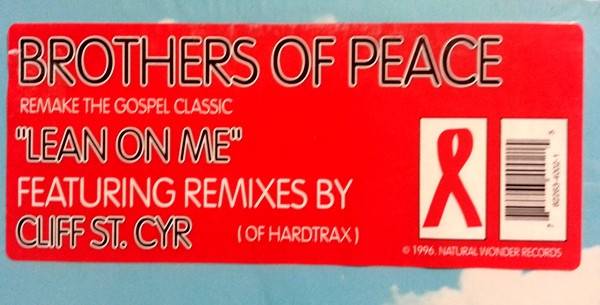 BROTHERS OF PEACE
REMAKE THE GOSPEL CLASSIC
"LEAN ON ME"
FEATURING REMIXES BY
CLIFF ST. CYR (OF HARDTRAX)
© 1996, NATURAL WONDER RECORDS